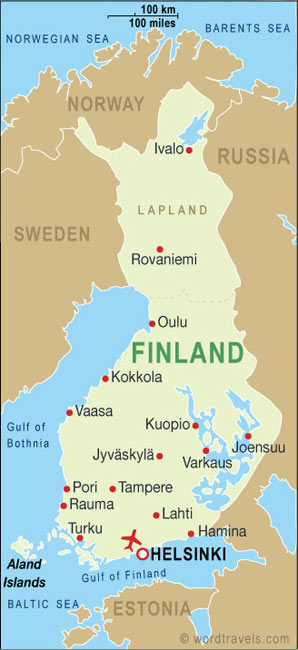 100 km
100 miles
NORWEGIAN SEA
BARENTS SEA
NORWAY
Ivalo
RUSSIA
LAPLAND
SWEDEN
Rovaniemi
Oulu
FINLAND
Kokkola
Vaasa
Gulf of
Bothnia
Kuopio
Joensuu
Jyväskylä
Varkaus
Pori
Tampere
Rauma
Lahti
Turku
Hamina
HELSINKI
Aland
Islands
Gulf of Finland
BALTIC SEA
ESTONIA
© wordtravels.com